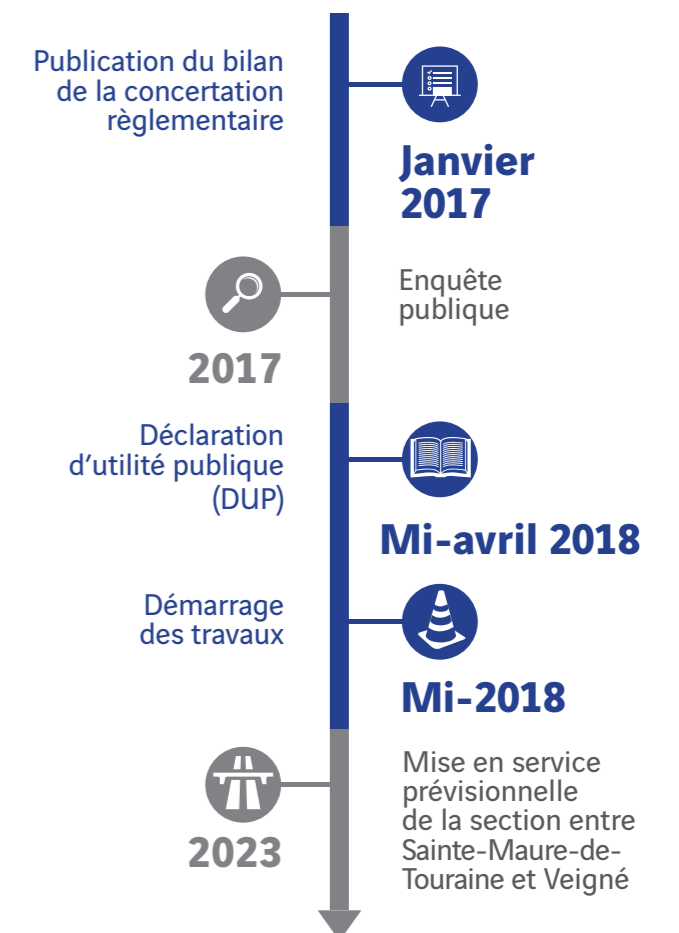 Publication du bilan
de la concertation
règlementaire
Janvier
2017
Enquête
publique
2017
Déclaration
d'utilité publique
(DUP)
Mi-avril 2018
Démarrage
des travaux
Mi-2018
Mise en service
prévisionnelle
de la section entre
Sainte-Maure-de-
Touraine et Veigné
2023